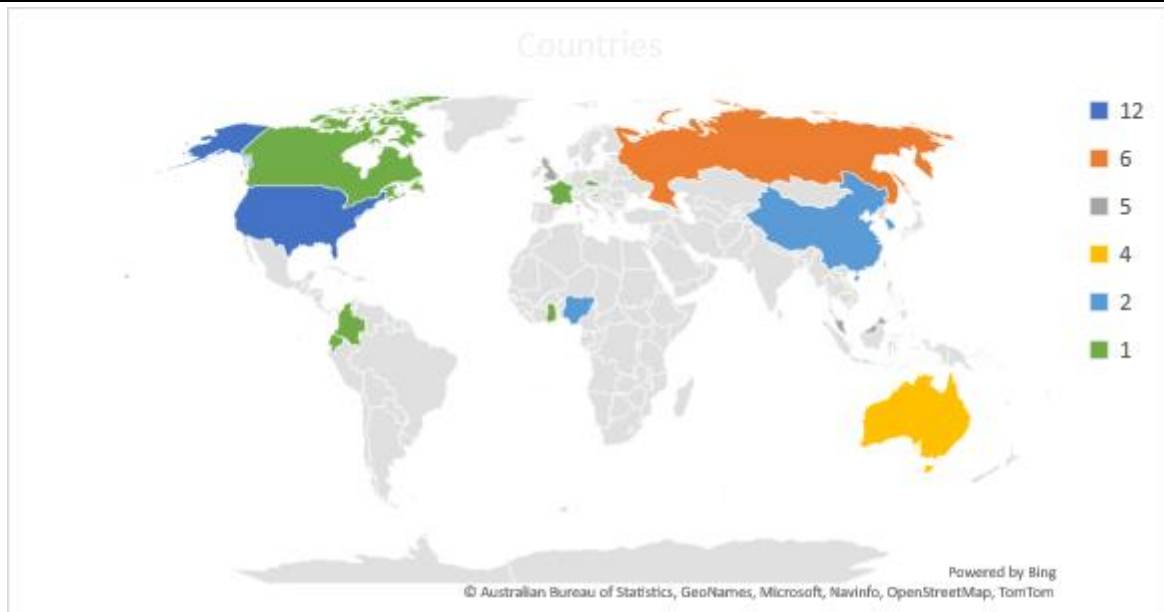 Countries
12
6
5
4
2
1
Powered by Bing
© Australian Bureau of Statistics, GeoNames, Microsoft, Navinfo, OpenStreetMap, TomTom